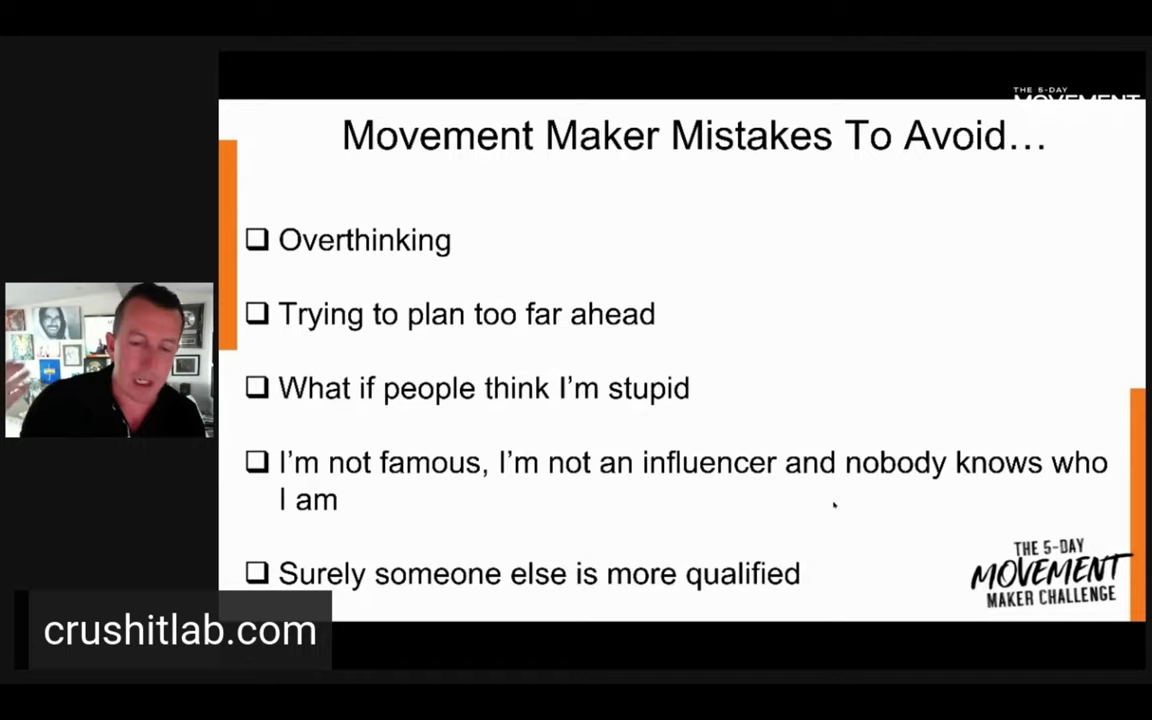 THE 5-DAY
MOVEMENT
Movement Maker Mistakes To Avoid…
❑ Overthinking
❑ Trying to plan too far ahead
❑ What if people think I’m stupid
❑ I’m not famous, I’m not an influencer and nobody knows who
I am
❑ Surely someone else is more qualified
THE 5-DAY
MOVEMENT
MAKER CHALLENGE
crushitlab.com